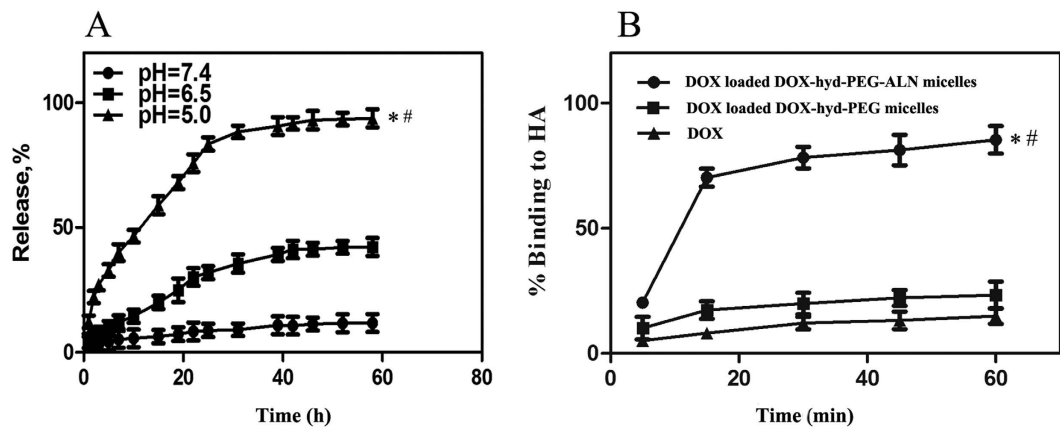 A
pH=7.4
pH=6.5
pH=5.0
100
50
0
Release,%
* #
0 20 40 60 80
Time (h)
B
DOX loaded DOX-hyd-PEG-ALN micelles
DOX loaded DOX-hyd-PEG micelles
DOX
100
50
0
% Binding to HA
* #
20 40 60
Time (min)